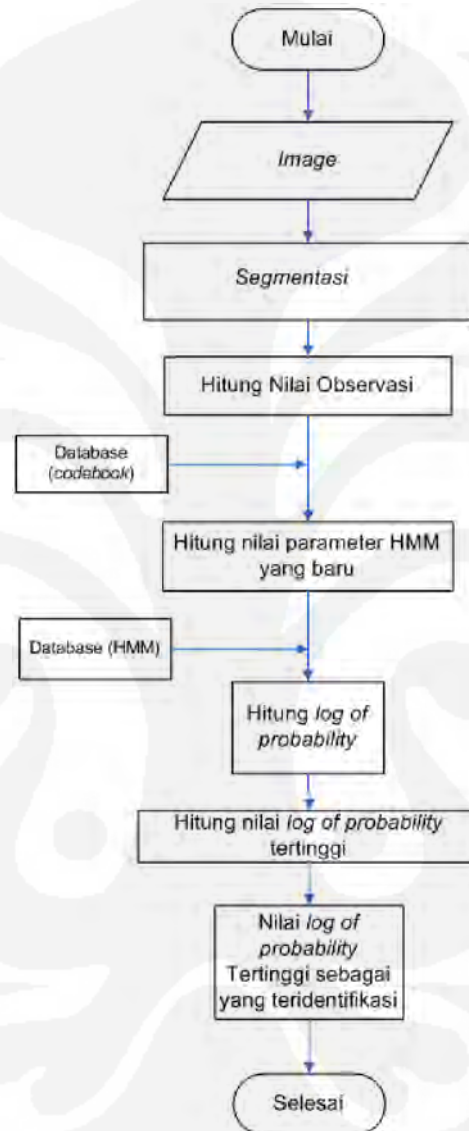 Mulai
Image
Segmentasi
Hitung Nilai Observasi
Database
(codebook)
Hitung nilai parameter HMM
yang baru
Database (HMM)
Hitung log of
probability
Hitung nilai log of probability
tertinggi
Nilai log of
probability
Tertinggi sebagai
yang teridentifikasi
Selesai